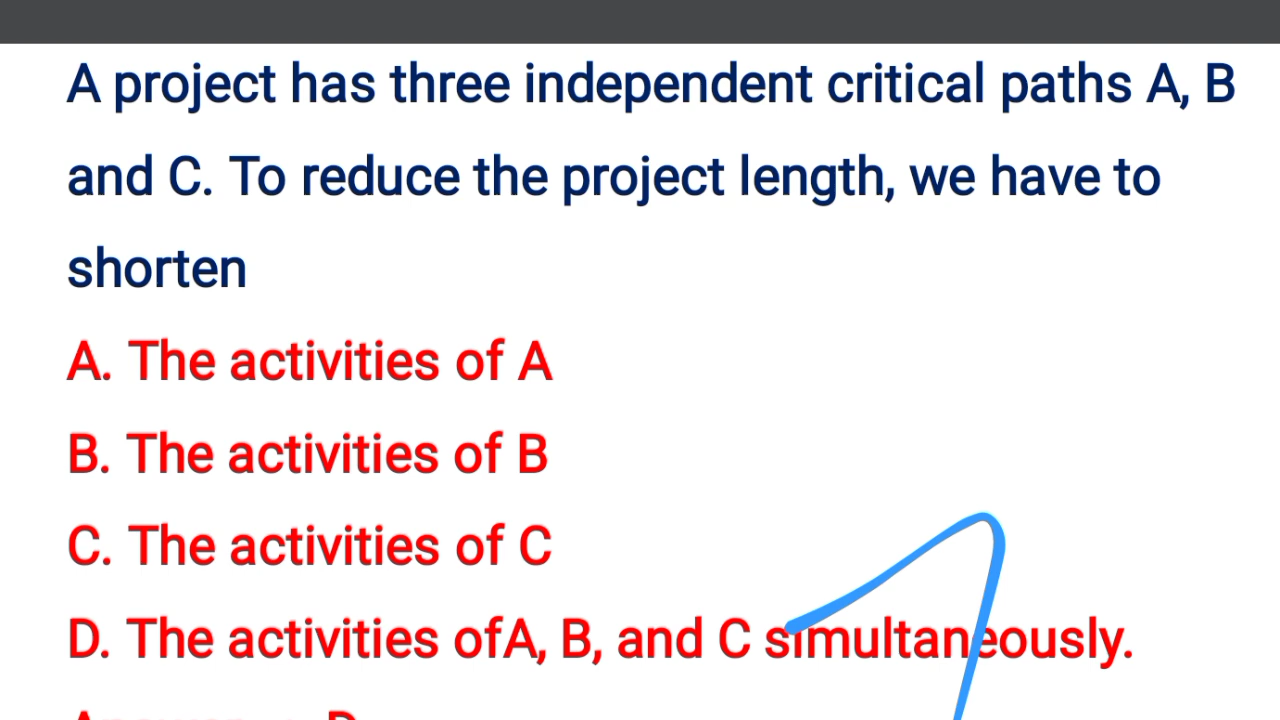 A project has three independent critical paths A, B
and C. To reduce the project length, we have to
shorten
A. The activities of A
B. The activities of B
C. The activities of C
D. The activities ofA, B, and C simultaneously.